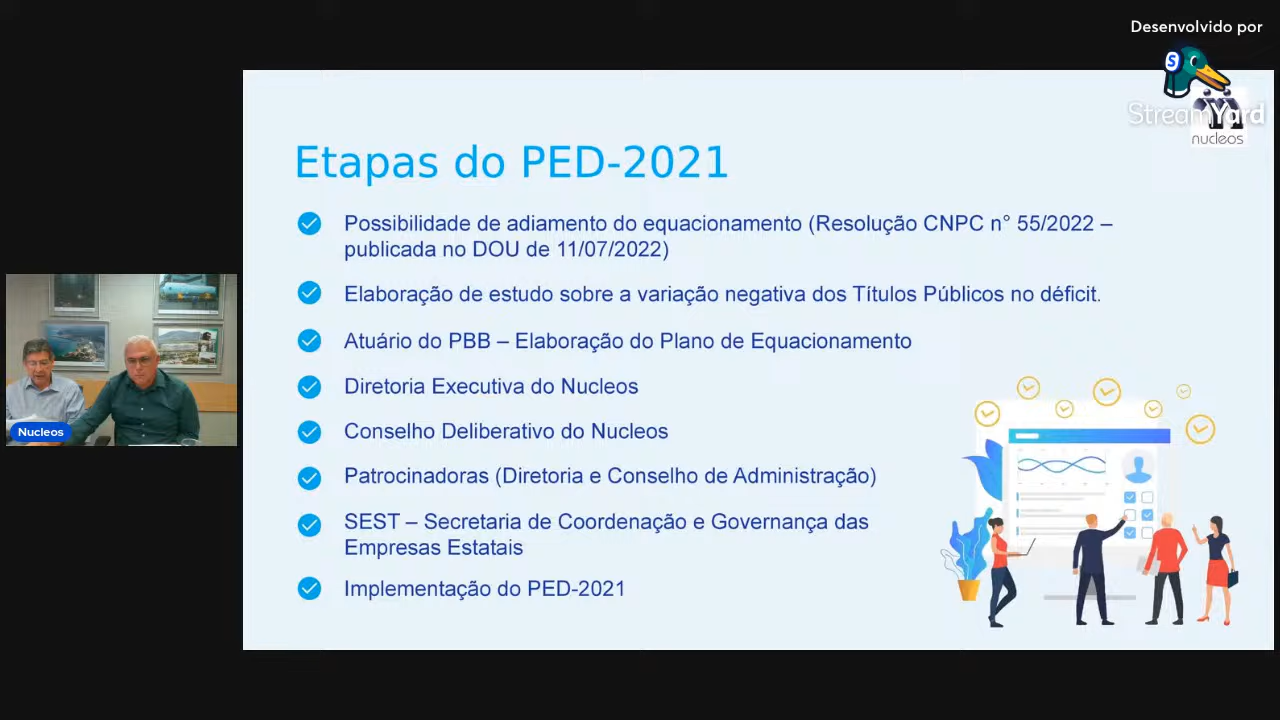 Desenvolvido por
StreamYard
nucleos
Etapas do PED-2021
Possibilidade de adiamento do equacionamento (Resolução CNPC n° 55/2022 –
publicada no DOU de 11/07/2022)
Elaboração de estudo sobre a variação negativa dos Títulos Públicos no déficit.
Atuário do PBB – Elaboração do Plano de Equacionamento
Diretoria Executiva do Nucleos
Conselho Deliberativo do Nucleos
Patrocinadoras (Diretoria e Conselho de Administração)
SEST – Secretaria de Coordenação e Governança das
Empresas Estatais
Implementação do PED-2021
Nucleos